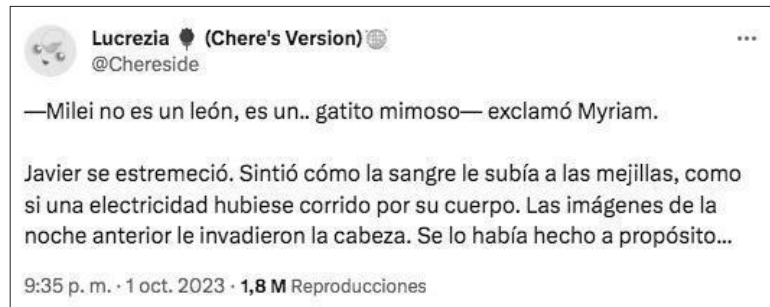 Lucrezia (Chere's Version)
@Chereside
—Milei no es un león, es un.. gatito mimoso— exclamó Myriam.
Javier se estremeció. Sintió cómo la sangre le subía a las mejillas, como
si una electricidad hubiese corrido por su cuerpo. Las imágenes de la
noche anterior le invadieron la cabeza. Se lo había hecho a propósito...
9:35 p. m. · 1 oct. 2023 · 1,8 M Reproducciones